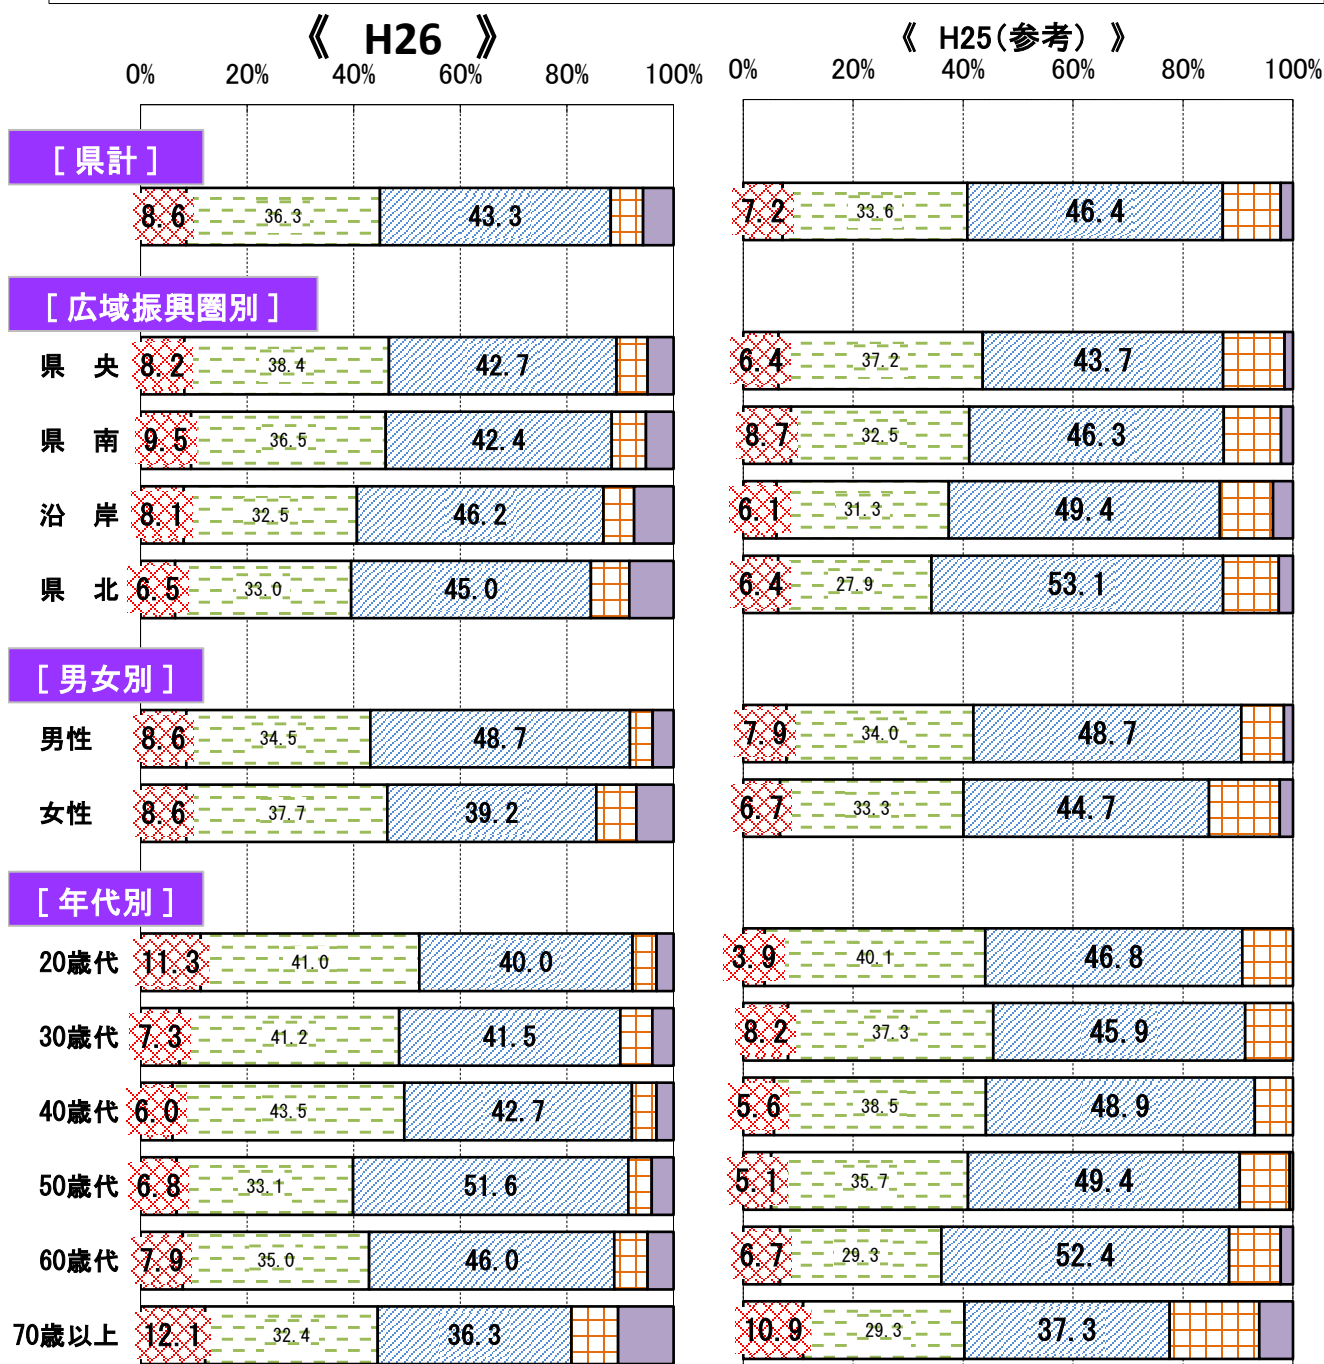 《 H26 》 《 H25(参考) 》
0% 20% 40% 60% 80% 100% 0% 20% 40% 60% 80% 100%
[ 県計 ]
8.6 36.3 43.3 7.2 33.6 46.4
[ 広域振興圏別 ]
県 央 8.2 38.4 42.7 6.4 37.2 43.7
県 南 9.5 36.5 42.4 8.7 32.5 46.3
沿 岸 8.1 32.5 46.2 6.1 31.3 49.4
県 北 6.5 33.0 45.0 6.4 27.9 53.1
[ 男女別 ]
男性 8.6 34.5 48.7 7.9 34.0 48.7
女性 8.6 37.7 39.2 6.7 33.3 44.7
[ 年代別 ]
20歳代 11.3 41.0 40.0 3.9 40.1 46.8
30歳代 7.3 41.2 41.5 8.2 37.3 45.9
40歳代 6.0 43.5 42.7 5.6 38.5 48.9
50歳代 6.8 33.1 51.6 5.1 35.7 49.4
60歳代 7.9 35.0 46.0 6.7 29.3 52.4
70歳以上 12.1 32.4 36.3 10.9 29.3 37.3